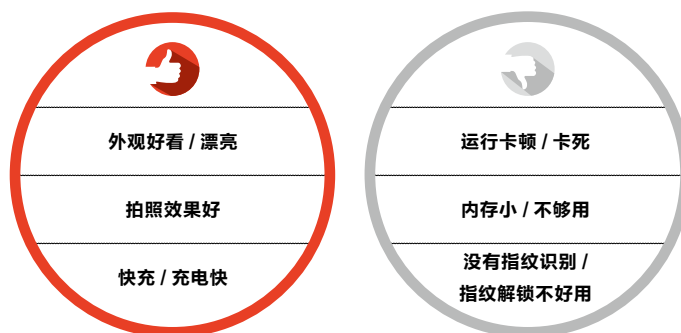 外观好看 / 漂亮
拍照效果好
快充 / 充电快
运行卡顿 / 卡死
内存小 / 不够用
没有指纹识别 /
指纹解锁不好用